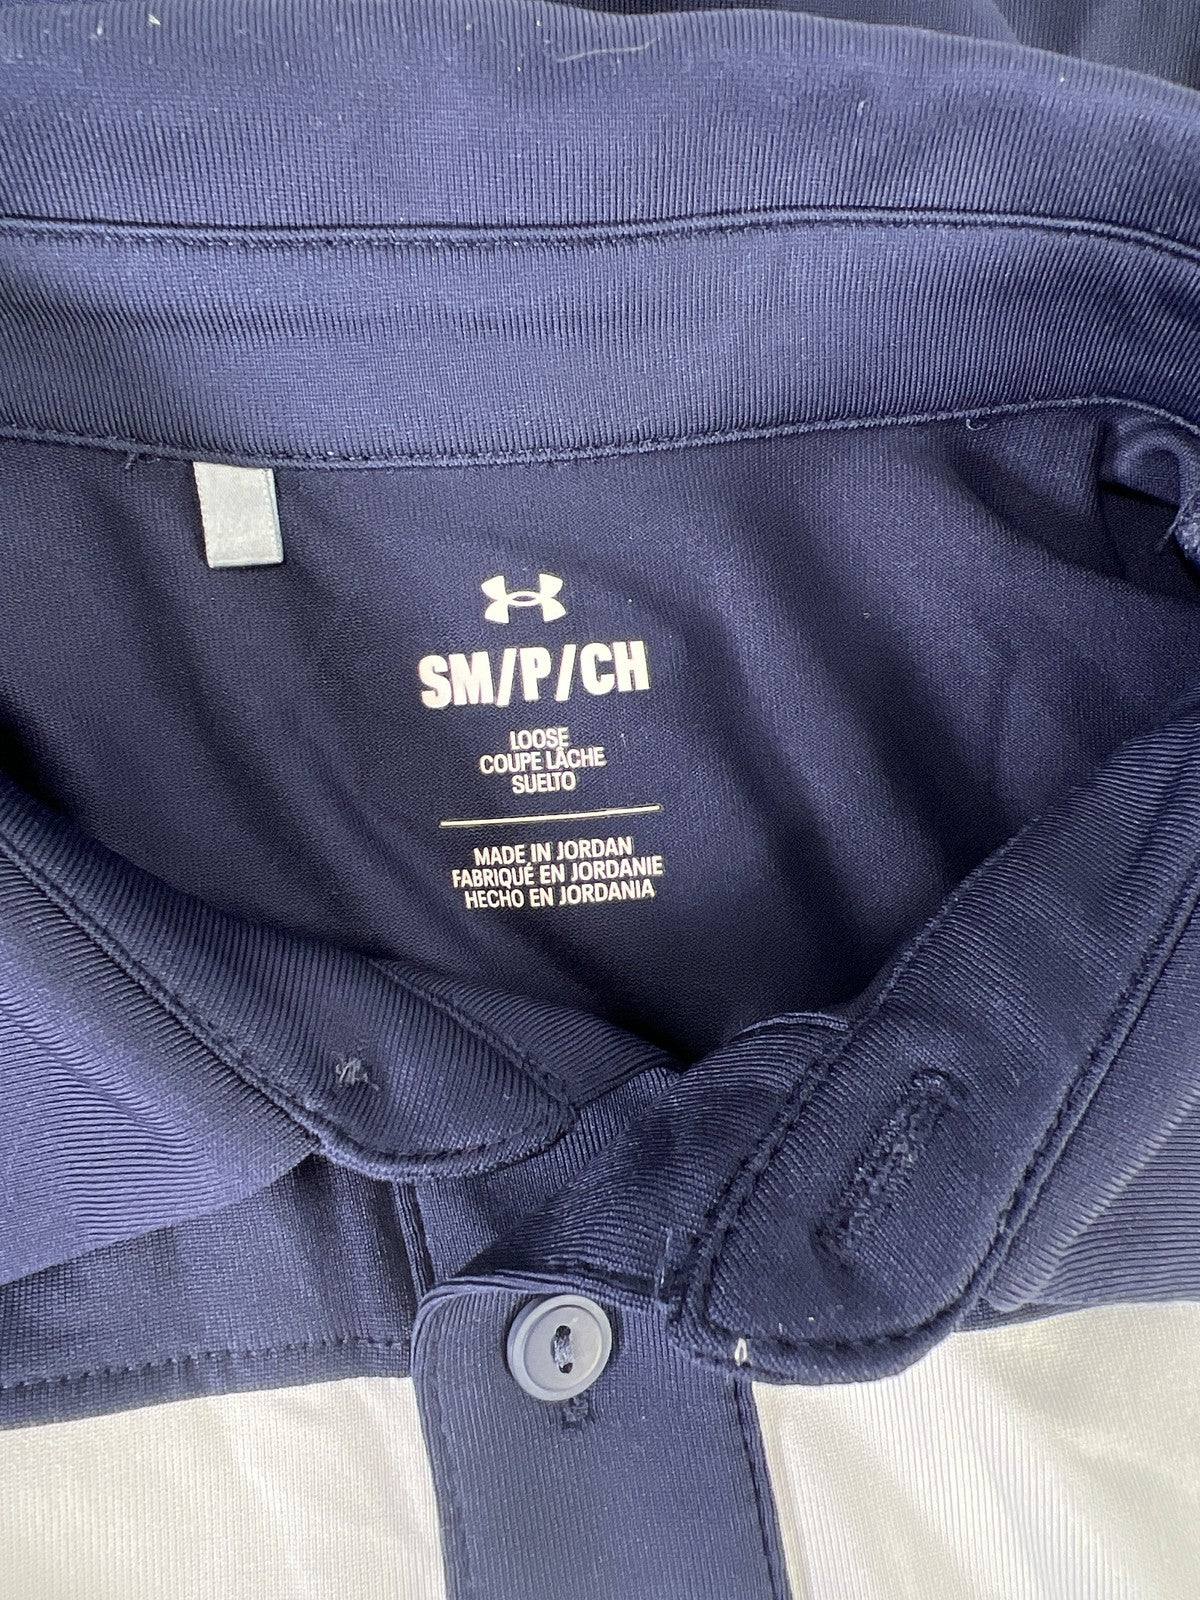 SM/P/CH
LOOSE
COUPE LÂCHE
SUELTO
MADE IN JORDAN
FABRIQUÉ EN JORDANIE
HECHO EN JORDANIA